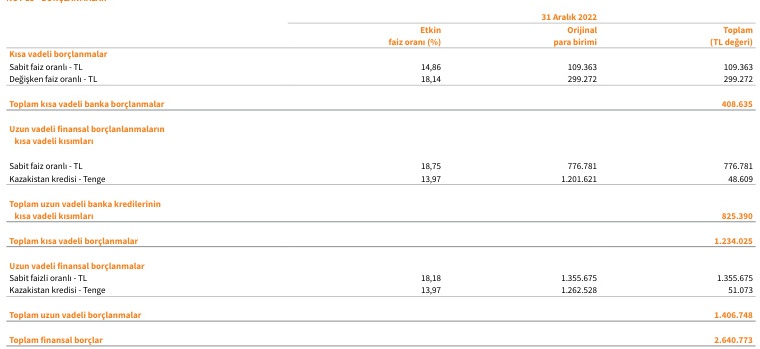 31 Aralık 2022
Etkin Orijinal Toplam
faiz oranı (%) para birimi (TL değeri)
Kısa vadeli borçlanmalar
Sabit faiz oranlı - TL 14,86 109.363 109.363
Değişken faiz oranlı - TL 18,14 299.272 299.272
Toplam kısa vadeli banka borçlanmalar 408.635
Uzun vadeli finansal borçlanlanmaların
kısa vadeli kısımları
Sabit faiz oranlı - TL 18,75 776.781 776.781
Kazakistan kredisi - Tenge 13,97 1.201.621 48.609
Toplam uzun vadeli banka kredilerinin
kısa vadeli kısımları 825.390
Toplam kısa vadeli borçlanmalar 1.234.025
Uzun vadeli finansal borçlanmalar
Sabit faizli oranlı - TL 18,18 1.355.675 1.355.675
Kazakistan kredisi - Tenge 13,97 1.262.528 51.073
Toplam uzun vadeli borçlanmalar 1.406.748
Toplam finansal borçlar 2.640.773